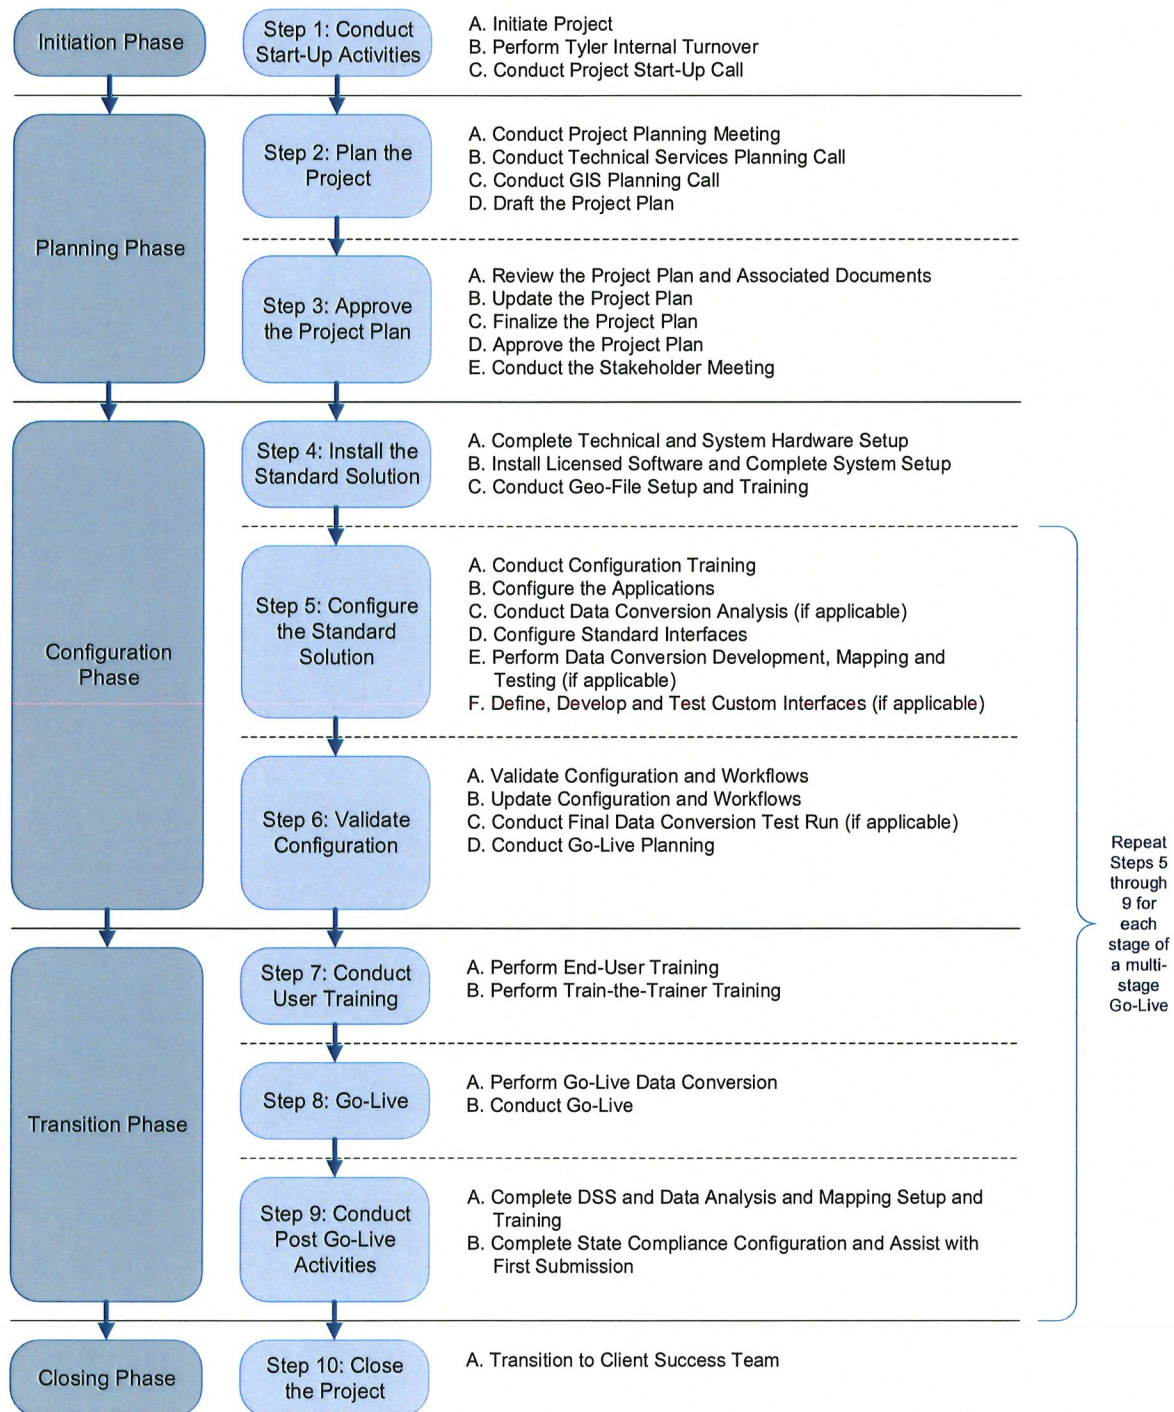 Initiation Phase
Step 1: Conduct
Start-Up Activities
A. Initiate Project
B. Perform Tyler Internal Turnover
C. Conduct Project Start-Up Call
Planning Phase
Step 2: Plan the
Project
A. Conduct Project Planning Meeting
B. Conduct Technical Services Planning Call
C. Conduct GIS Planning Call
D. Draft the Project Plan
Step 3: Approve
the Project Plan
A. Review the Project Plan and Associated Documents
B. Update the Project Plan
C. Finalize the Project Plan
D. Approve the Project Plan
E. Conduct the Stakeholder Meeting
Configuration
Phase
Step 4: Install the
Standard Solution
A. Complete Technical and System Hardware Setup
B. Install Licensed Software and Complete System Setup
C. Conduct Geo-File Setup and Training
Step 5: Configure
the Standard
Solution
A. Conduct Configuration Training
B. Configure the Applications
C. Conduct Data Conversion Analysis (if applicable)
D. Configure Standard Interfaces
E. Perform Data Conversion Development, Mapping and
Testing (if applicable)
F. Define, Develop and Test Custom Interfaces (if applicable)
Step 6: Validate
Configuration
A. Validate Configuration and Workflows
B. Update Configuration and Workflows
C. Conduct Final Data Conversion Test Run (if applicable)
D. Conduct Go-Live Planning
Transition Phase
Step 7: Conduct
User Training
A. Perform End-User Training
B. Perform Train-the-Trainer Training
Step 8: Go-Live
A. Perform Go-Live Data Conversion
B. Conduct Go-Live
Step 9: Conduct
Post Go-Live
Activities
A. Complete DSS and Data Analysis and Mapping Setup and
Training
B. Complete State Compliance Configuration and Assist with
First Submission
Repeat
Steps 5
through
9 for
each
stage of
a multi-
stage
Go-Live
Closing Phase
Step 10: Close
the Project
A. Transition to Client Success Team